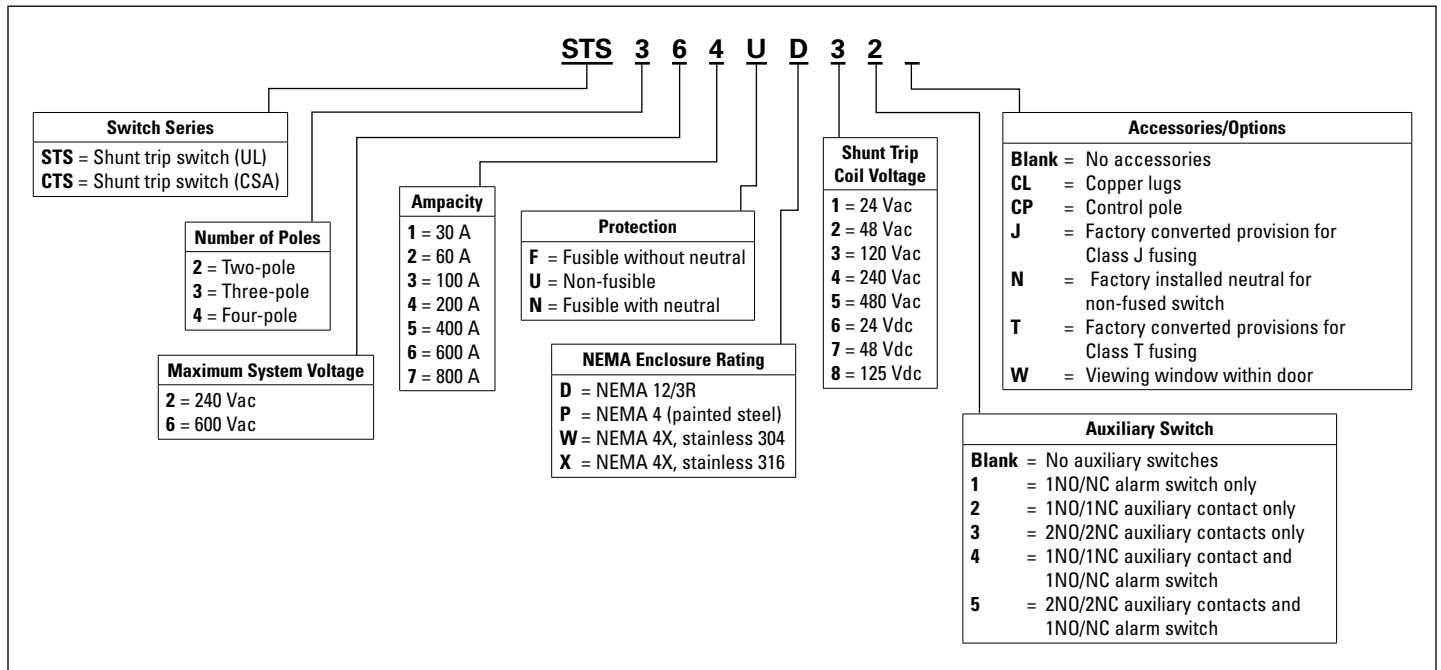 STS 3 6 4 U D 3 2
Switch Series
STS = Shunt trip switch (UL)
CTS = Shunt trip switch (CSA)
Number of Poles
2 = Two-pole
3 = Three-pole
4 = Four-pole
Maximum System Voltage
2 = 240 Vac
6 = 600 Vac
Ampacity
1 = 30 A
2 = 60 A
3 = 100 A
4 = 200 A
5 = 400 A
6 = 600 A
7 = 800 A
Protection
F = Fusible without neutral
U = Non-fusible
N = Fusible with neutral
NEMA Enclosure Rating
D = NEMA 12/3R
P = NEMA 4 (painted steel)
W = NEMA 4X, stainless 304
X = NEMA 4X, stainless 316
Shunt Trip
Coil Voltage
1 = 24 Vac
2 = 48 Vac
3 = 120 Vac
4 = 240 Vac
5 = 480 Vac
6 = 24 Vdc
7 = 48 Vdc
8 = 125 Vdc
Auxiliary Switch
Blank = No auxiliary switches
1 = 1NO/NC alarm switch only
2 = 1NO/1NC auxiliary contact only
3 = 2NO/2NC auxiliary contacts only
4 = 1NO/1NC auxiliary contact and
1NO/NC alarm switch
5 = 2NO/2NC auxiliary contacts and
1NO/NC alarm switch
Accessories/Options
Blank = No accessories
CL = Copper lugs
CP = Control pole
J = Factory converted provision for
Class J fusing
N = Factory installed neutral for
non-fused switch
T = Factory converted provisions for
Class T fusing
W = Viewing window within door